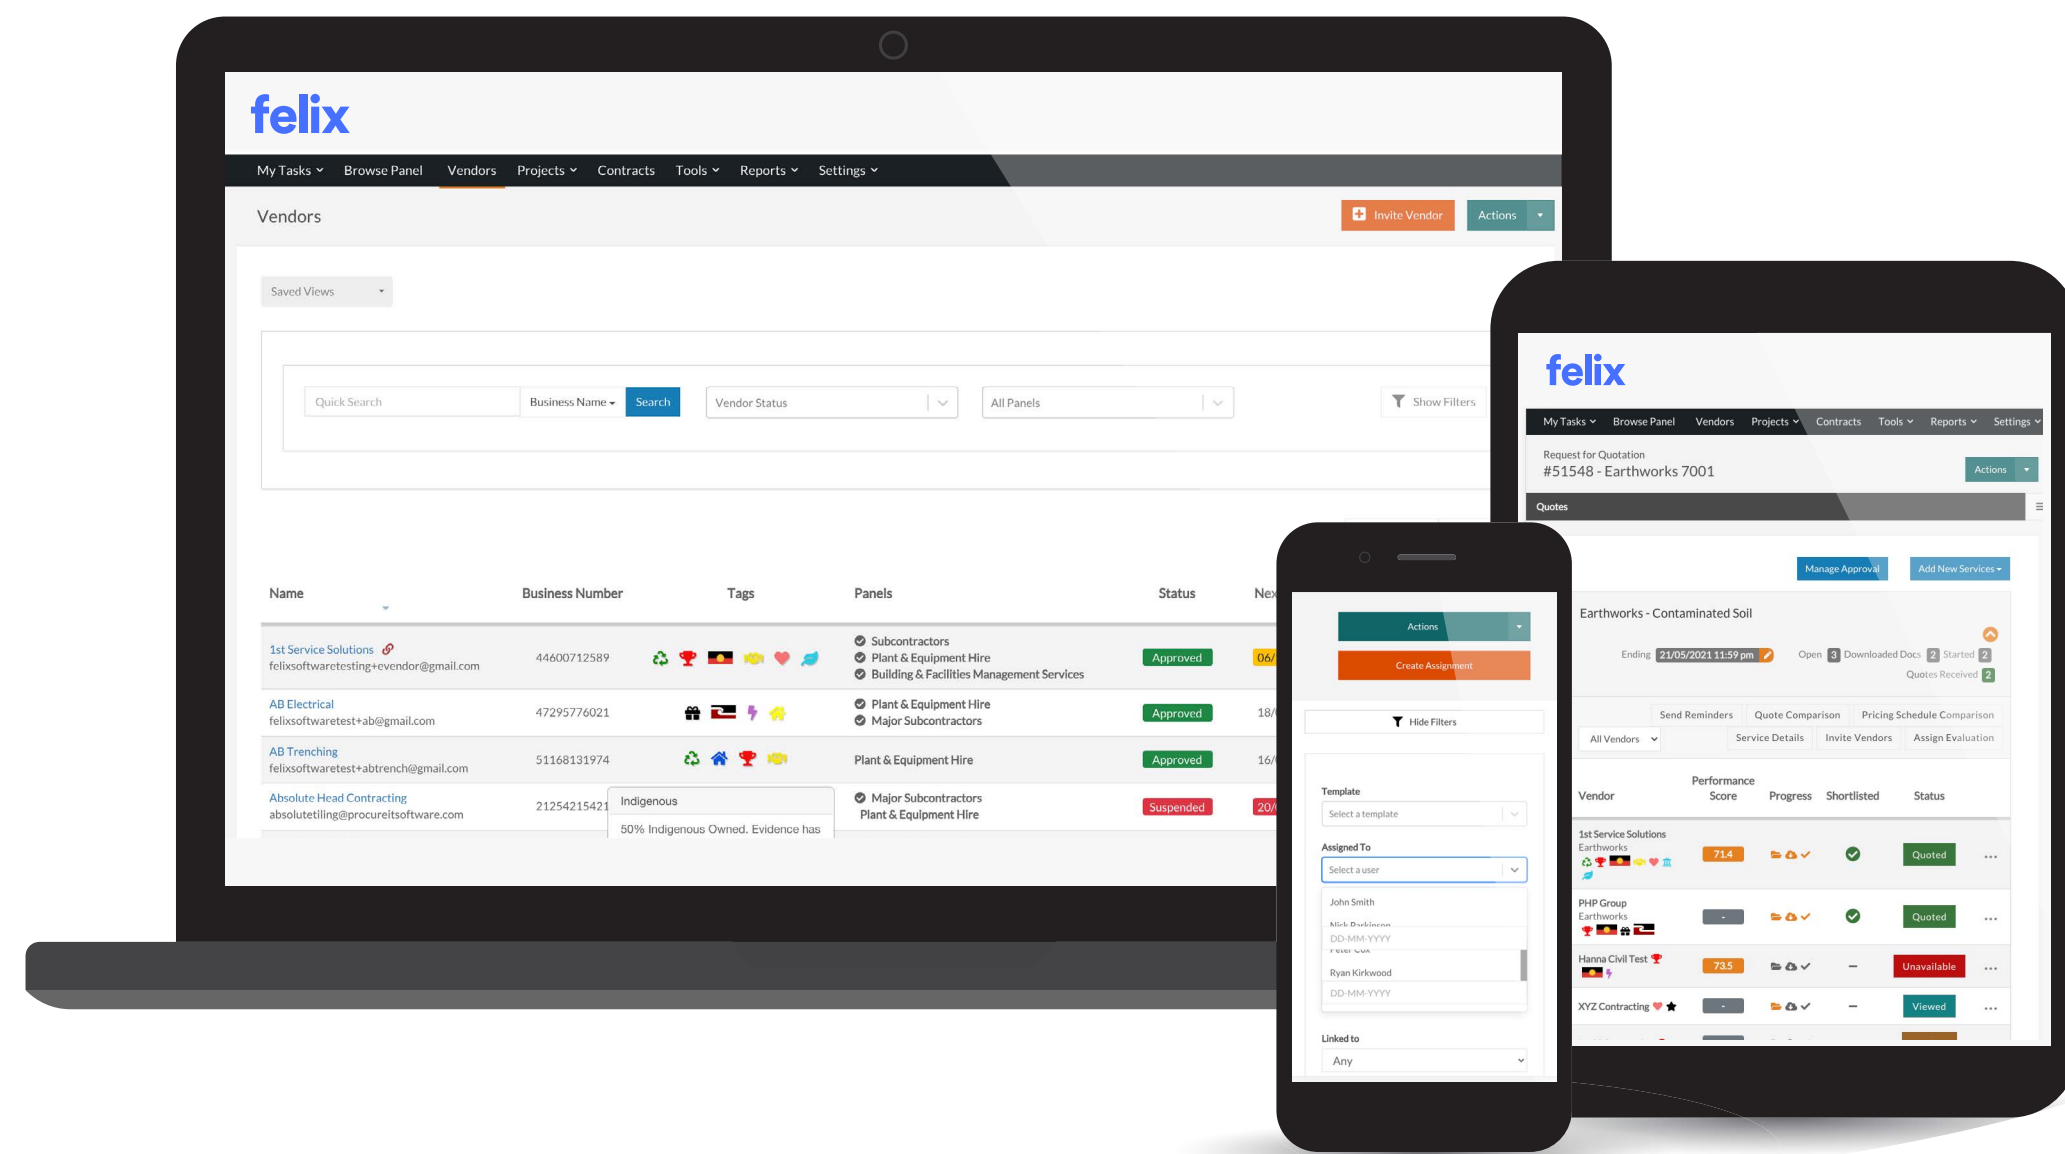 felix
My Tasks Browse Panel Vendors Projects Contracts Tools Reports Settings
Vendors
Invite Vendor Actions
Saved Views
Quick Search Business Name Search Vendor Status All Panels Show Filters
Name Business Number Tags Panels Status
1st Service Solutions
felixsoftwaretesting+evendor@gmail.com
44600712589
Subcontractors
Plant & Equipment Hire
Building & Facilities Management Services
Approved
06/
AB Electrical
felixsoftwaretest+ab@gmail.com
47295776021
Plant & Equipment Hire
Major Subcontractors
Approved
18/
AB Trenching
felixsoftwaretest+abtrench@gmail.com
51168131974
Plant & Equipment Hire
Approved
16/
Absolute Head Contracting
absolutetiling@procureitsoftware.com
21254215421
Major Subcontractors
Plant & Equipment Hire
Suspended
20/
Indigenous
50% Indigenous Owned. Evidence has
Actions
Create Assignment
Hide Filters
Template
Select a template
Assigned To
Select a user
John Smith
Nick Parkinson
DD-MM-YYYY
Peter Cox
Ryan Kirkwood
DD-MM-YYYY
Linked to
Any
felix
My Tasks Browse Panel Vendors Projects Contracts Tools Reports Settings
Request for Quotation
#51548 - Earthworks 7001
Actions
Quotes
Manage Approval Add New Services
Earthworks - Contaminated Soil
Ending 21/05/2021 11:59 pm Open 3 Downloaded Docs 2 Started 2
Quotes Received 2
Send Reminders Quote Comparison Pricing Schedule Comparison
All Vendors Service Details Invite Vendors Assign Evaluation
Vendor Performance Score Progress Shortlisted Status
1st Service Solutions
Earthworks
71.4
Quoted
...
PHP Group
Earthworks
-
Quoted
...
Hanna Civil Test
73.5
–
Unavailable
...
XYZ Contracting
-
–
Viewed
...